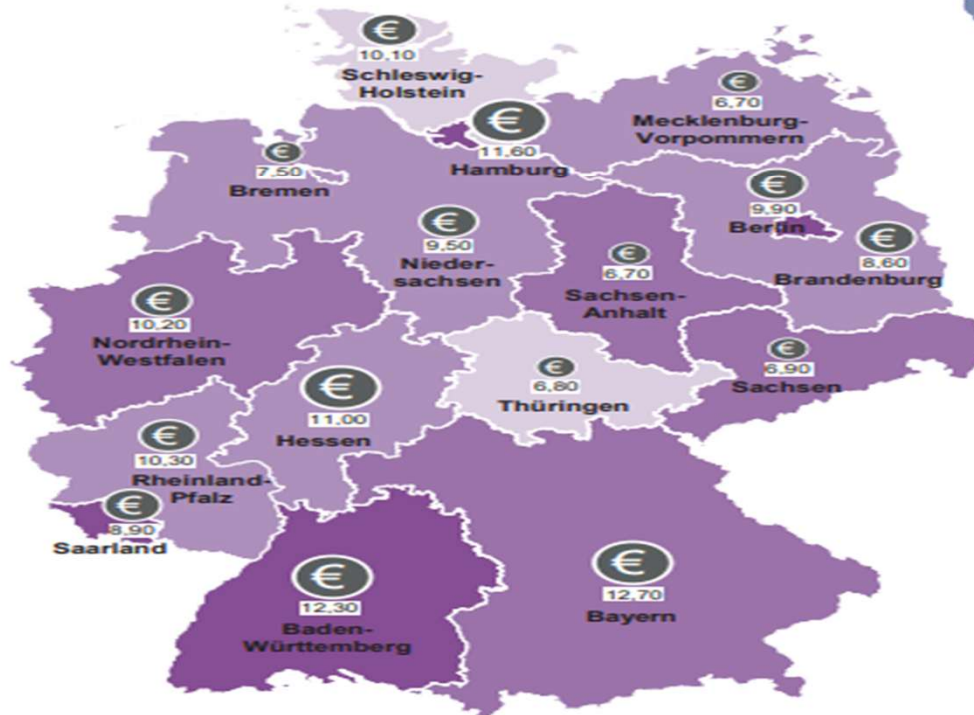 €
10,10
Schleswig-
Holstein
€
6,70
Mecklenburg-
Vorpommern
€
11,60
Hamburg
€
7,50
Bremen
€
9,90
Berlin
€
9,50
Nieder-
sachsen
€
6,70
Sachsen-
Anhalt
€
8,60
Brandenburg
€
10,20
Nordrhein-
Westfalen
€
6,90
Sachsen
€
6,80
Thüringen
€
11,00
Hessen
€
10,30
Rheinland-
Pfalz
€
8,90
Saarland
€
12,30
Baden-
Württemberg
€
12,70
Bayern